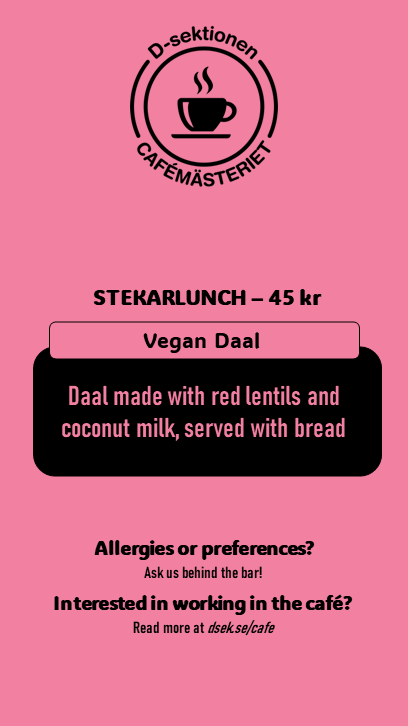 D-sektionen
CAFÉMÄSTERIET
STEKARLUNCH – 45 kr
Vegan Daal
Daal made with red lentils and
coconut milk, served with bread
Allergies or preferences?
Ask us behind the bar!
Interested in working in the café?
Read more at dsek.se/cafe